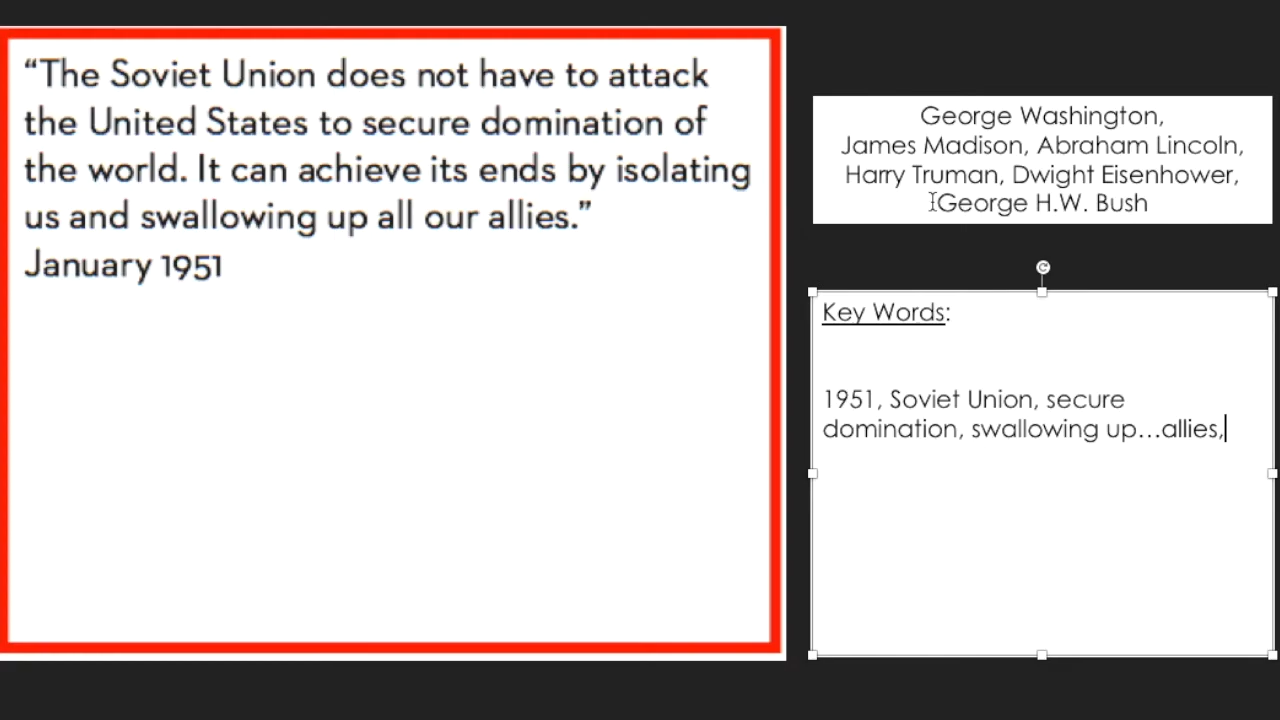 “The Soviet Union does not have to attack
the United States to secure domination of
the world. It can achieve its ends by isolating
us and swallowing up all our allies.”
January 1951
George Washington,
James Madison, Abraham Lincoln,
Harry Truman, Dwight Eisenhower,
George H.W. Bush
Key Words:
1951, Soviet Union, secure
domination, swallowing up...allies,